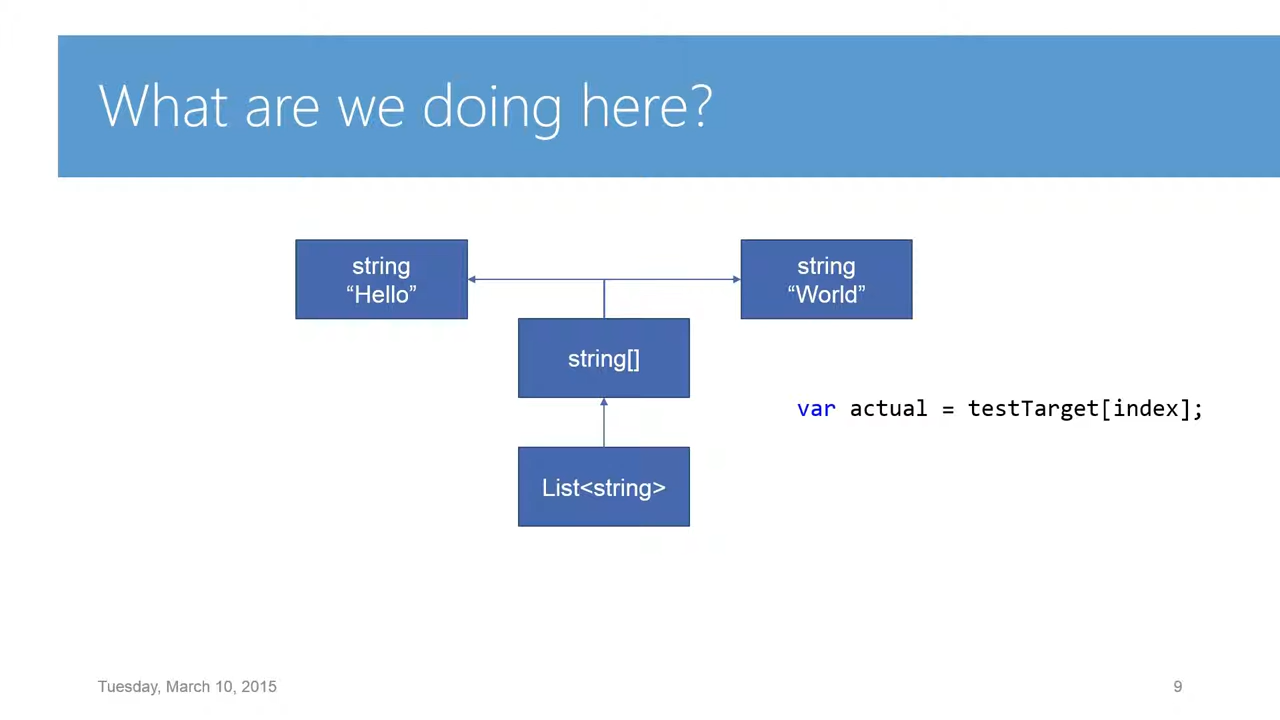 What are we doing here?
string
“Hello”
string
“World”
string[]
var actual = testTarget[index];
List<string>
Tuesday, March 10, 2015
9